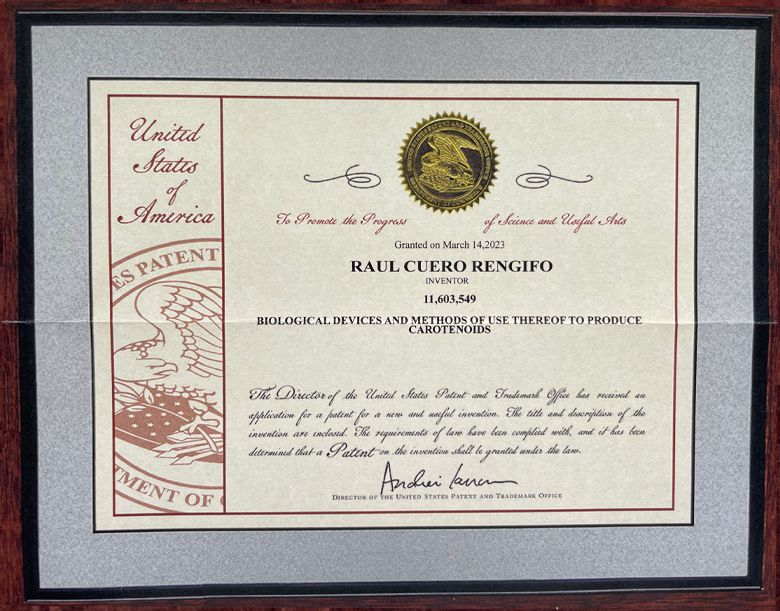 United
States
of
America
To Promote the Progress of Science and Useful Arts
Granted on March 14,2023
RAUL CUERO RENGIFO
INVENTOR
11,603,549
BIOLOGICAL DEVICES AND METHODS OF USE THEREOF TO PRODUCE
CAROTENOIDS
ES PATENT
The Director of the United States Patent and Trademark Office has received an
application for a patent for a new and useful invention. The title and description of the
invention are enclosed. The requirements of law have been complied with, and it has been
determined that a Patent on the invention shall be granted under the law.
TMENT OF
DIRECTOR OF THE UNITED STATES PATENT AND TRADEMARK OFFICE